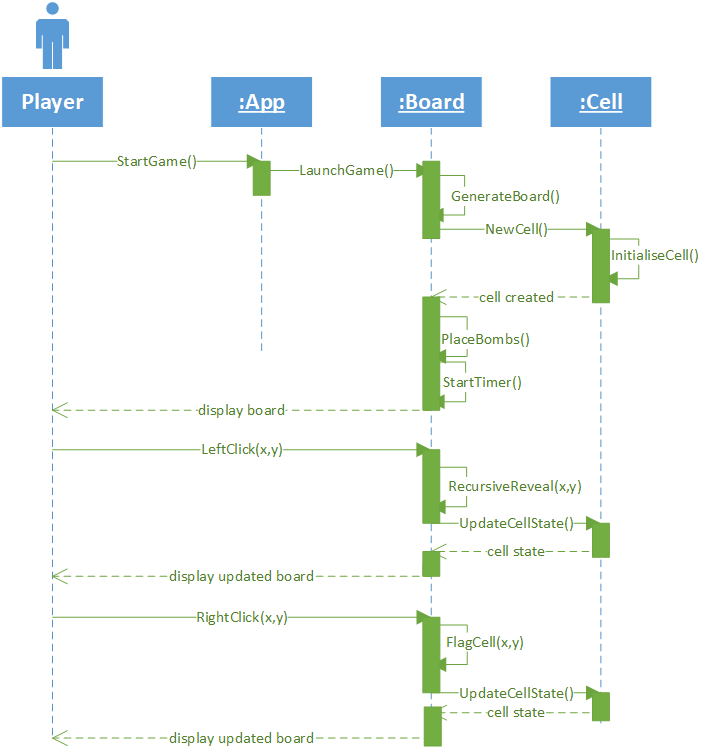 Player
:App
:Board
:Cell
StartGame()
LaunchGame()
GenerateBoard()
NewCell()
InitialiseCell()
cell created
PlaceBombs()
StartTimer()
display board
LeftClick(x,y)
RecursiveReveal(x,y)
UpdateCellState()
cell state
display updated board
RightClick(x,y)
FlagCell(x,y)
UpdateCellState()
cell state
display updated board